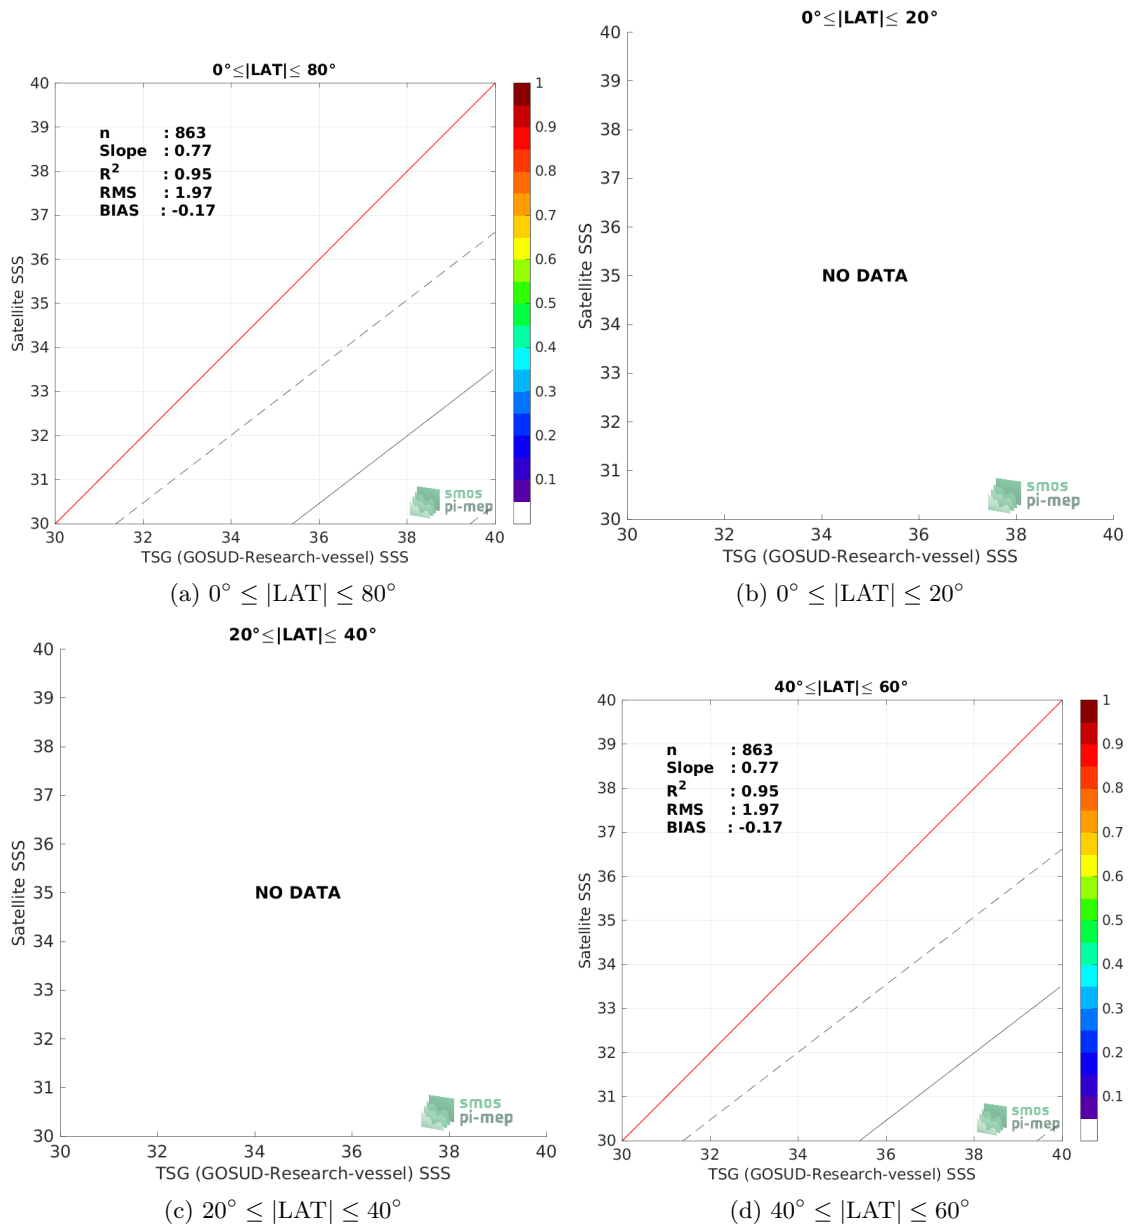 0°≤|LAT|≤ 80°
40
39
38
37
36
35
34
33
32
31
30
Satellite SSS
n : 863
Slope : 0.77
R² : 0.95
RMS : 1.97
BIAS : -0.17
smos
pi-mep
30 32 34 36 38 40
TSG (GOSUD-Research-vessel) SSS
1
0.9
0.8
0.7
0.6
0.5
0.4
0.3
0.2
0.1
(a) 0° ≤ |LAT| ≤ 80°
0°≤|LAT|≤ 20°
40
39
38
37
36
35
34
33
32
31
30
Satellite SSS
NO DATA
smos
pi-mep
30 32 34 36 38 40
TSG (GOSUD-Research-vessel) SSS
(b) 0° ≤ |LAT| ≤ 20°
20°≤|LAT|≤ 40°
40
39
38
37
36
35
34
33
32
31
30
Satellite SSS
NO DATA
smos
pi-mep
30 32 34 36 38 40
TSG (GOSUD-Research-vessel) SSS
(c) 20° ≤ |LAT| ≤ 40°
40°≤|LAT|≤ 60°
40
39
38
37
36
35
34
33
32
31
30
Satellite SSS
n : 863
Slope : 0.77
R² : 0.95
RMS : 1.97
BIAS : -0.17
smos
pi-mep
30 32 34 36 38 40
TSG (GOSUD-Research-vessel) SSS
1
0.9
0.8
0.7
0.6
0.5
0.4
0.3
0.2
0.1
(d) 40° ≤ |LAT| ≤ 60°